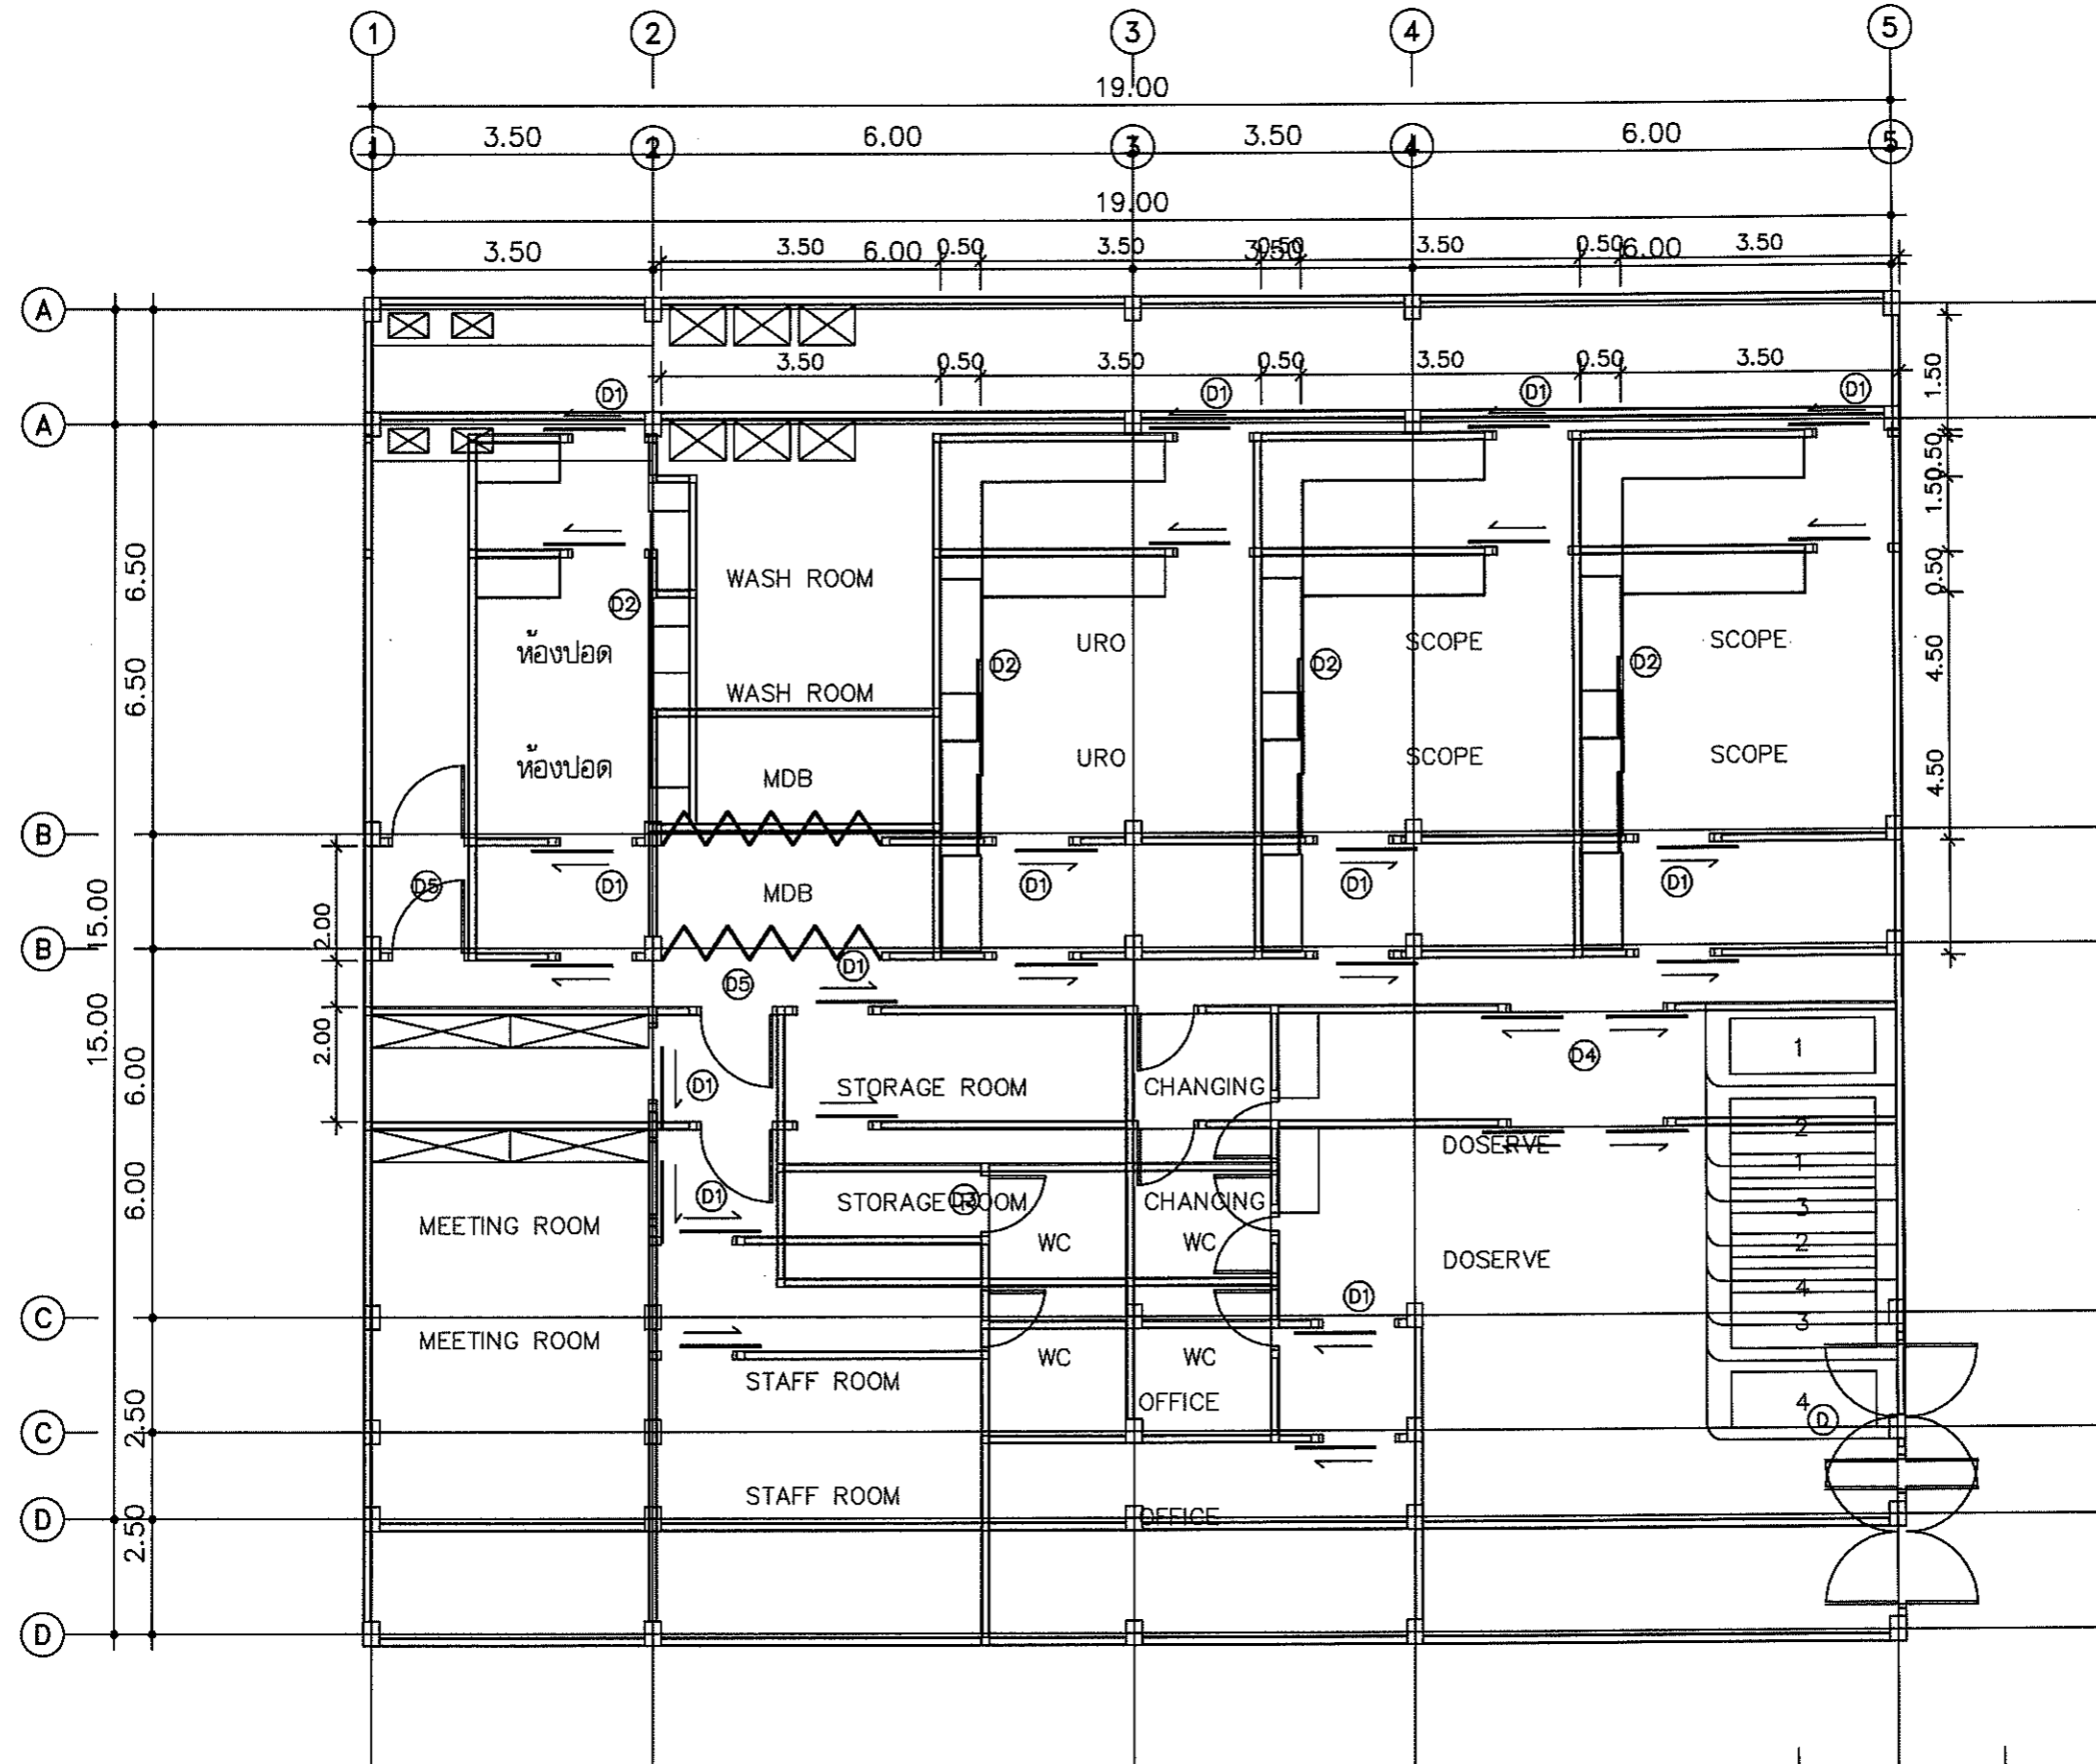 1 2 3 4 5
19.00
3.50 6.00 3.50 6.00
1 2 3 4 5
19.00
3.50 0.50 3.50 0.50 3.50 0.50 3.50
3.50 6.00 3.50 6.00
A
3.50 0.50 3.50 0.50 3.50 0.50 3.50
1.50
D1 D1 D1 D1
A
0.50
1.50
6.50
WASH ROOM
0.50
D2
ห้องปอด URO SCOPE SCOPE
D2 D2 D2
4.50
6.50
WASH ROOM
ห้องปอด URO SCOPE SCOPE
MDB
4.50
B
D5 D1 D1 D1 D1
MDB
15.00
2.00
B
D1
D5
15.00
2.00
1
D4
6.00
D1 STORAGE ROOM CHANGING
2
DOSERVE
1
6.00
D1 STORAGE ROOM CHANGING
D3
3
MEETING ROOM
WC WC
2
DOSERVE
4
D1
C
3
MEETING ROOM
WC WC
STAFF ROOM
OFFICE
4
D
2.50
C
STAFF ROOM
OFFICE
D
2.50
D